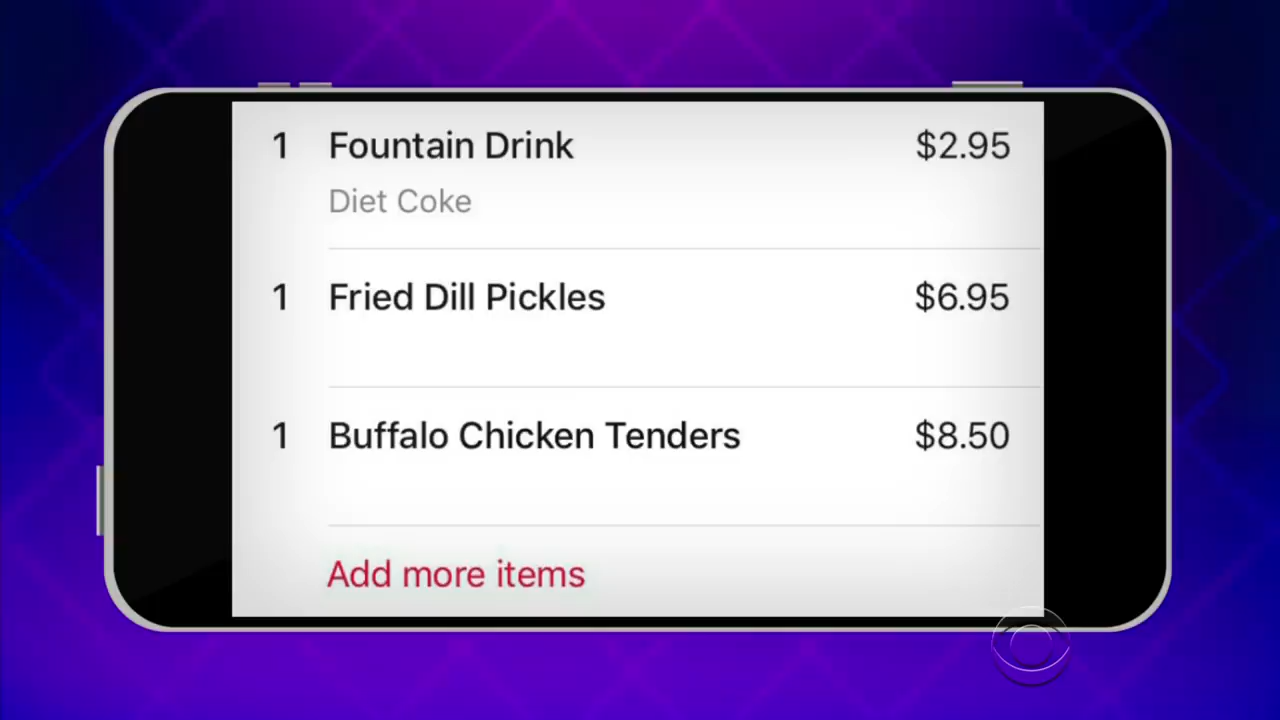 1 Fountain Drink $2.95
Diet Coke
1 Fried Dill Pickles $6.95
1 Buffalo Chicken Tenders $8.50
Add more items